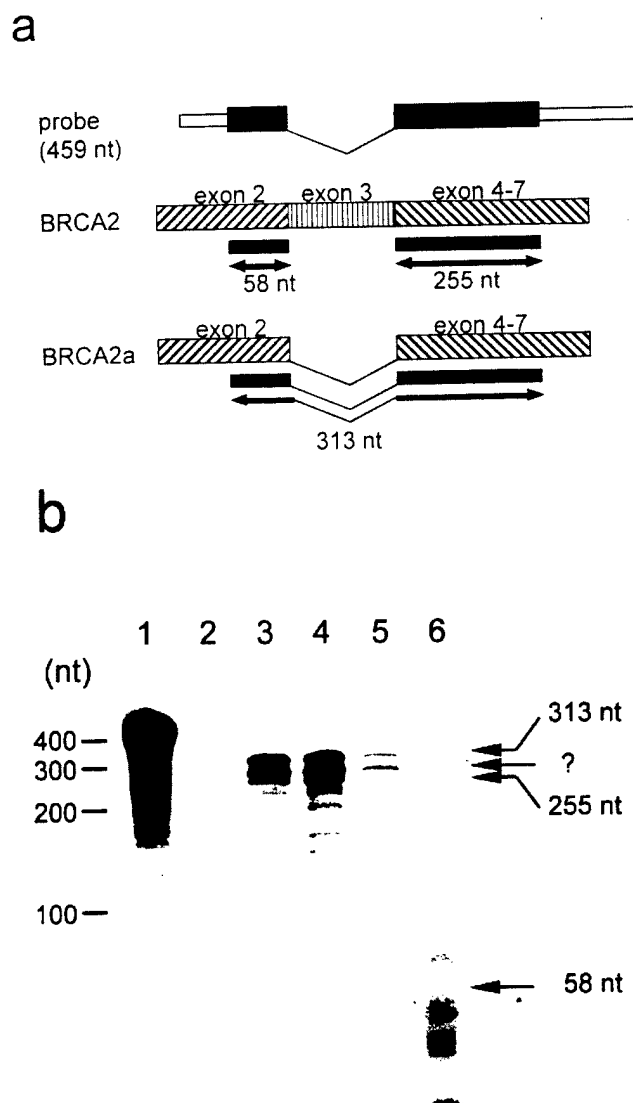 a
probe
(459 nt)
exon 2 exon 3 exon 4-7
BRCA2
58 nt 255 nt
exon 2 exon 4-7
BRCA2a
313 nt
b
1 2 3 4 5 6
(nt)
313 nt
400
?
300
255 nt
200
100
58 nt